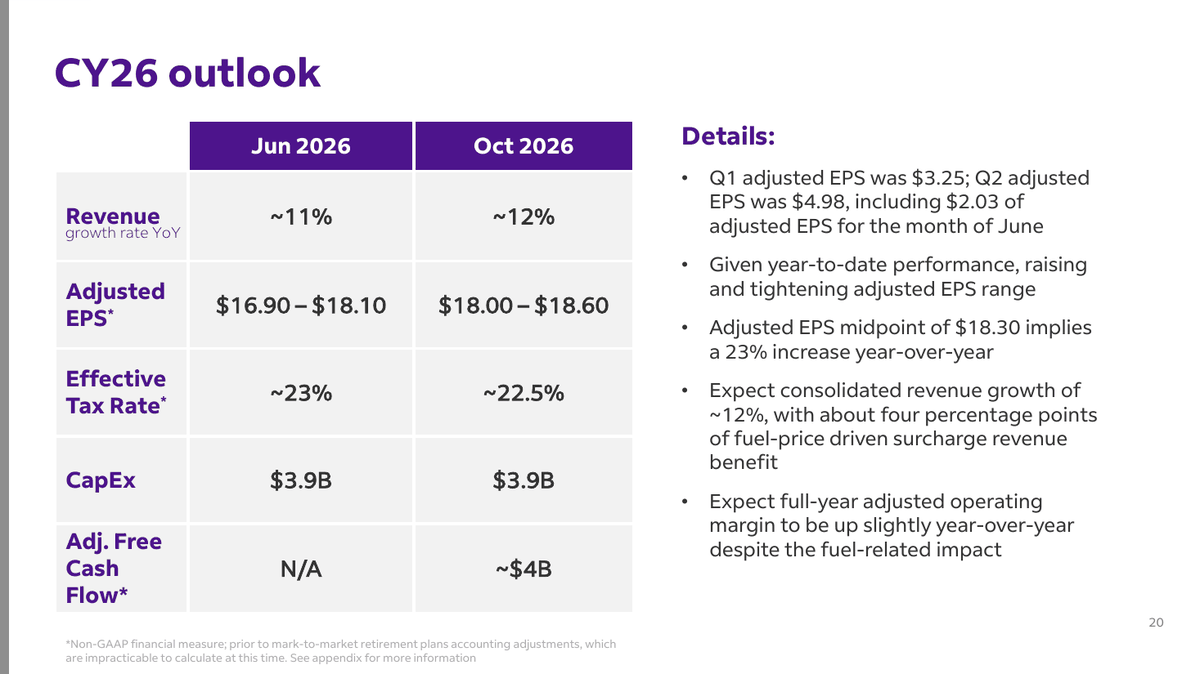 CY26 outlook
Jun 2026 Oct 2026
Revenue
growth rate YoY
~11% ~12%
Adjusted
EPS*
$16.90 – $18.10 $18.00 – $18.60
Effective
Tax Rate*
~23% ~22.5%
CapEx $3.9B $3.9B
Adj. Free
Cash
Flow*
N/A ~$4B
*Non-GAAP financial measure; prior to mark-to-market retirement plans accounting adjustments, which
are impracticable to calculate at this time. See appendix for more information
Details:
• Q1 adjusted EPS was $3.25; Q2 adjusted
EPS was $4.98, including $2.03 of
adjusted EPS for the month of June
• Given year-to-date performance, raising
and tightening adjusted EPS range
• Adjusted EPS midpoint of $18.30 implies
a 23% increase year-over-year
• Expect consolidated revenue growth of
~12%, with about four percentage points
of fuel-price driven surcharge revenue
benefit
• Expect full-year adjusted operating
margin to be up slightly year-over-year
despite the fuel-related impact
20